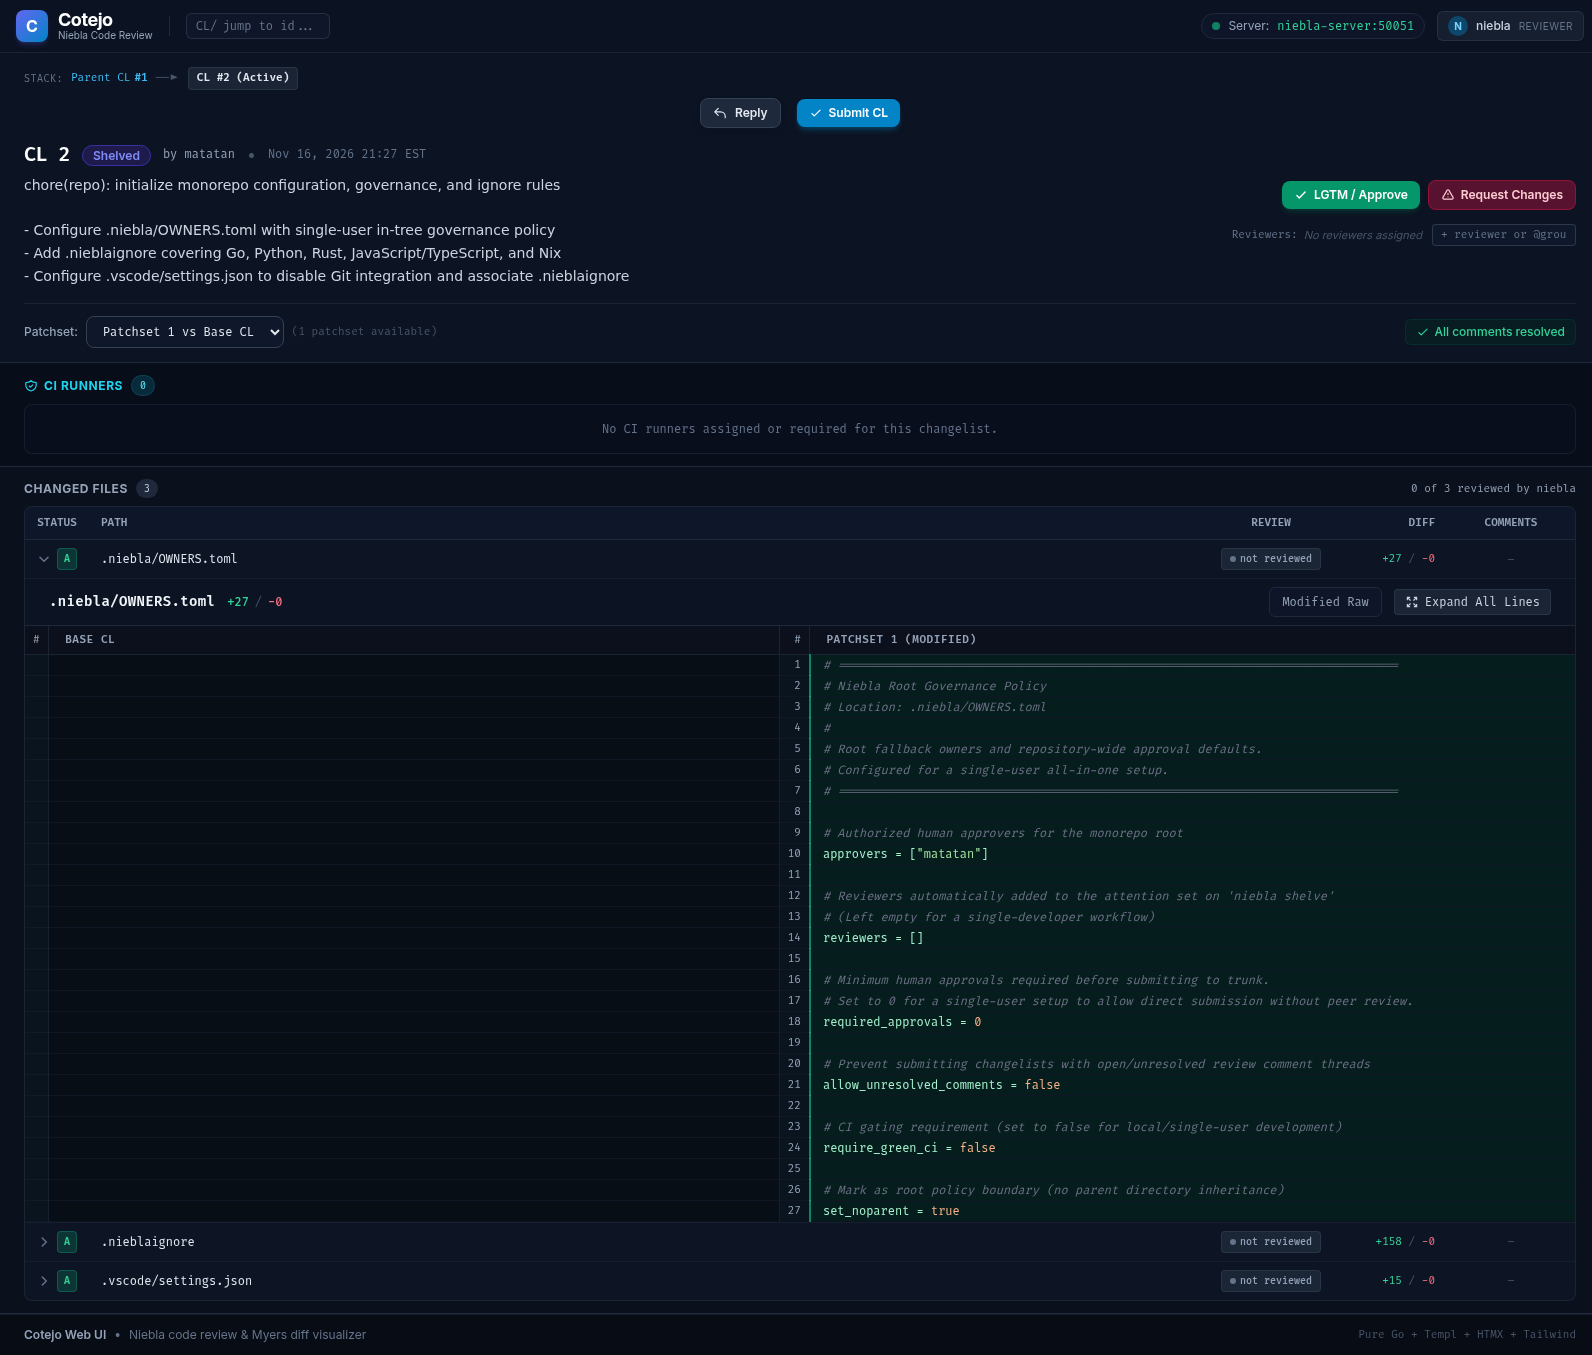 C
Cotejo
Niebla Code Review
CL/ jump to id...
Server: niebla-server:50051
N niebla REVIEWER
STACK: Parent CL #1 CL #2 (Active)
Reply
Submit CL
CL 2 Shelved by matatan • Nov 16, 2026 21:27 EST
chore(repo): initialize monorepo configuration, governance, and ignore rules
- Configure .niebla/OWNERS.toml with single-user in-tree governance policy
- Add .nieblaignore covering Go, Python, Rust, JavaScript/TypeScript, and Nix
- Configure .vscode/settings.json to disable Git integration and associate .nieblaignore
LGTM / Approve
Request Changes
Reviewers: No reviewers assigned + reviewer or @grou
Patchset: Patchset 1 vs Base CL (1 patchset available)
All comments resolved
CI RUNNERS 0
No CI runners assigned or required for this changelist.
CHANGED FILES 3
0 of 3 reviewed by niebla
STATUS PATH REVIEW DIFF COMMENTS
A .niebla/OWNERS.toml not reviewed +27 / -0 —
.niebla/OWNERS.toml +27 / -0
Modified Raw
Expand All Lines
# BASE CL # PATCHSET 1 (MODIFIED)
1 # ==============================================================================
2 # Niebla Root Governance Policy
3 # Location: .niebla/OWNERS.toml
4 #
5 # Root fallback owners and repository-wide approval defaults.
6 # Configured for a single-user all-in-one setup.
7 # ==============================================================================
8
9 # Authorized human approvers for the monorepo root
10 approvers = ["matatan"]
11
12 # Reviewers automatically added to the attention set on 'niebla shelve'
13 # (Left empty for a single-developer workflow)
14 reviewers = []
15
16 # Minimum human approvals required before submitting to trunk.
17 # Set to 0 for a single-user setup to allow direct submission without peer review.
18 required_approvals = 0
19
20 # Prevent submitting changelists with open/unresolved review comment threads
21 allow_unresolved_comments = false
22
23 # CI gating requirement (set to false for local/single-user development)
24 require_green_ci = false
25
26 # Mark as root policy boundary (no parent directory inheritance)
27 set_noparent = true
A .nieblaignore not reviewed +158 / -0 —
A .vscode/settings.json not reviewed +15 / -0 —
Cotejo Web UI • Niebla code review & Myers diff visualizer
Pure Go + Templ + HTMX + Tailwind